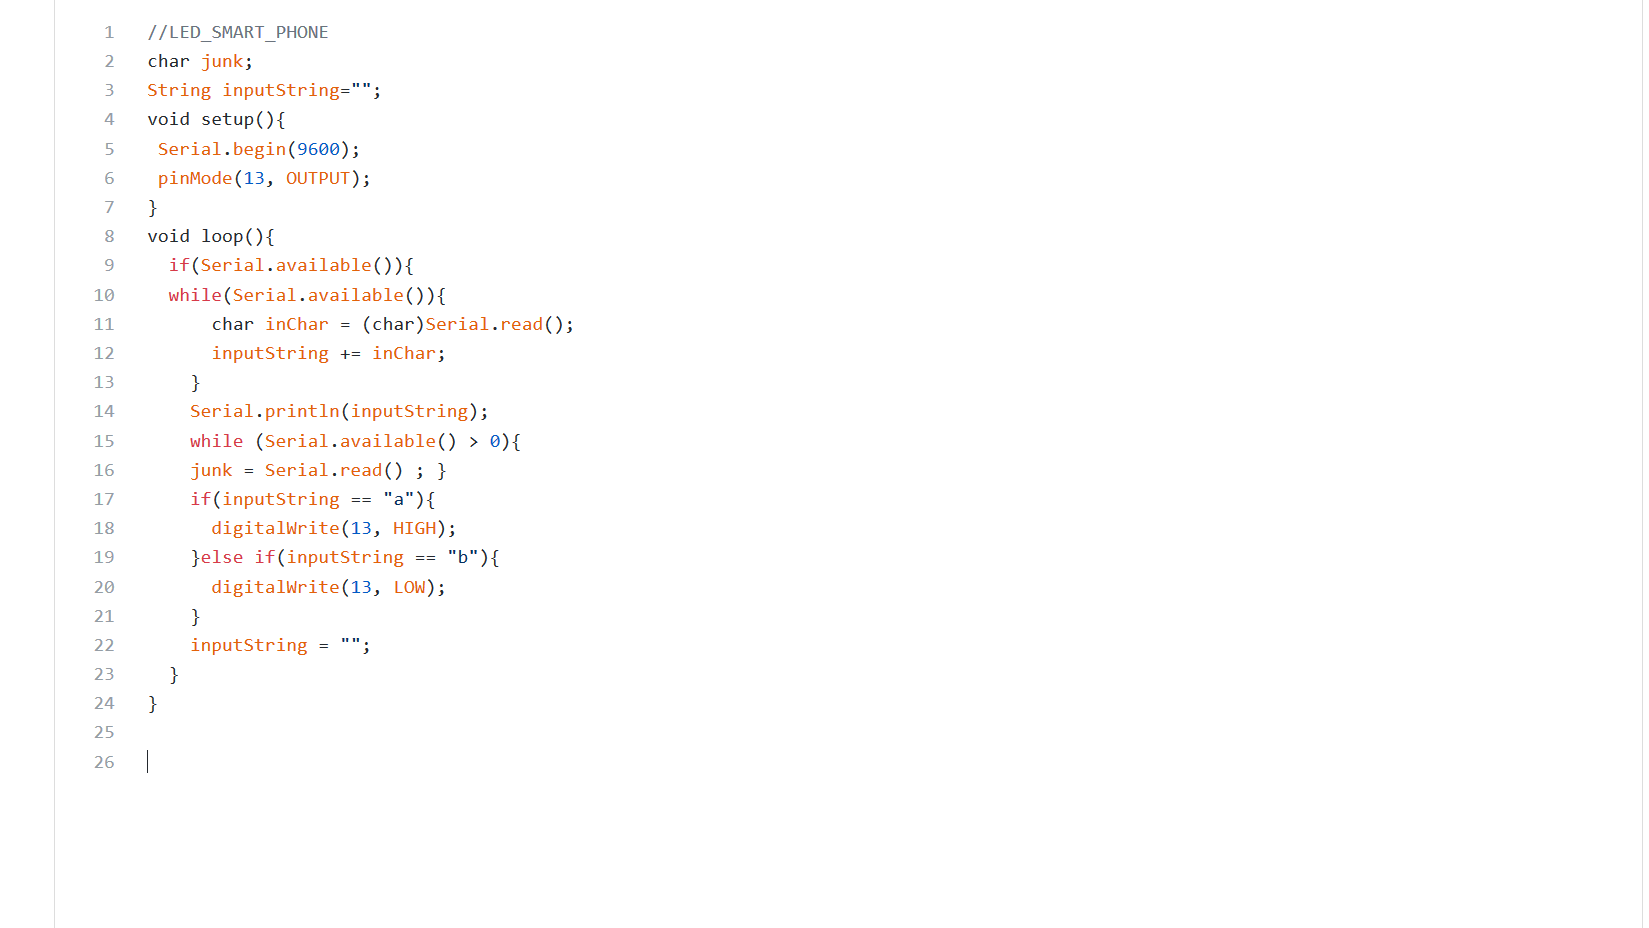 1 //LED_SMART_PHONE
2 char junk;
3 String inputString="";
4 void setup(){
5  Serial.begin(9600);
6  pinMode(13, OUTPUT);
7 }
8 void loop(){
9   if(Serial.available()){
10   while(Serial.available()){
11       char inChar = (char)Serial.read();
12       inputString += inChar;
13     }
14     Serial.println(inputString);
15     while (Serial.available() > 0){
16     junk = Serial.read() ; }
17     if(inputString == "a"){
18       digitalWrite(13, HIGH);
19     }else if(inputString == "b"){
20       digitalWrite(13, LOW);
21     }
22     inputString = "";
23   }
24 }
25
26